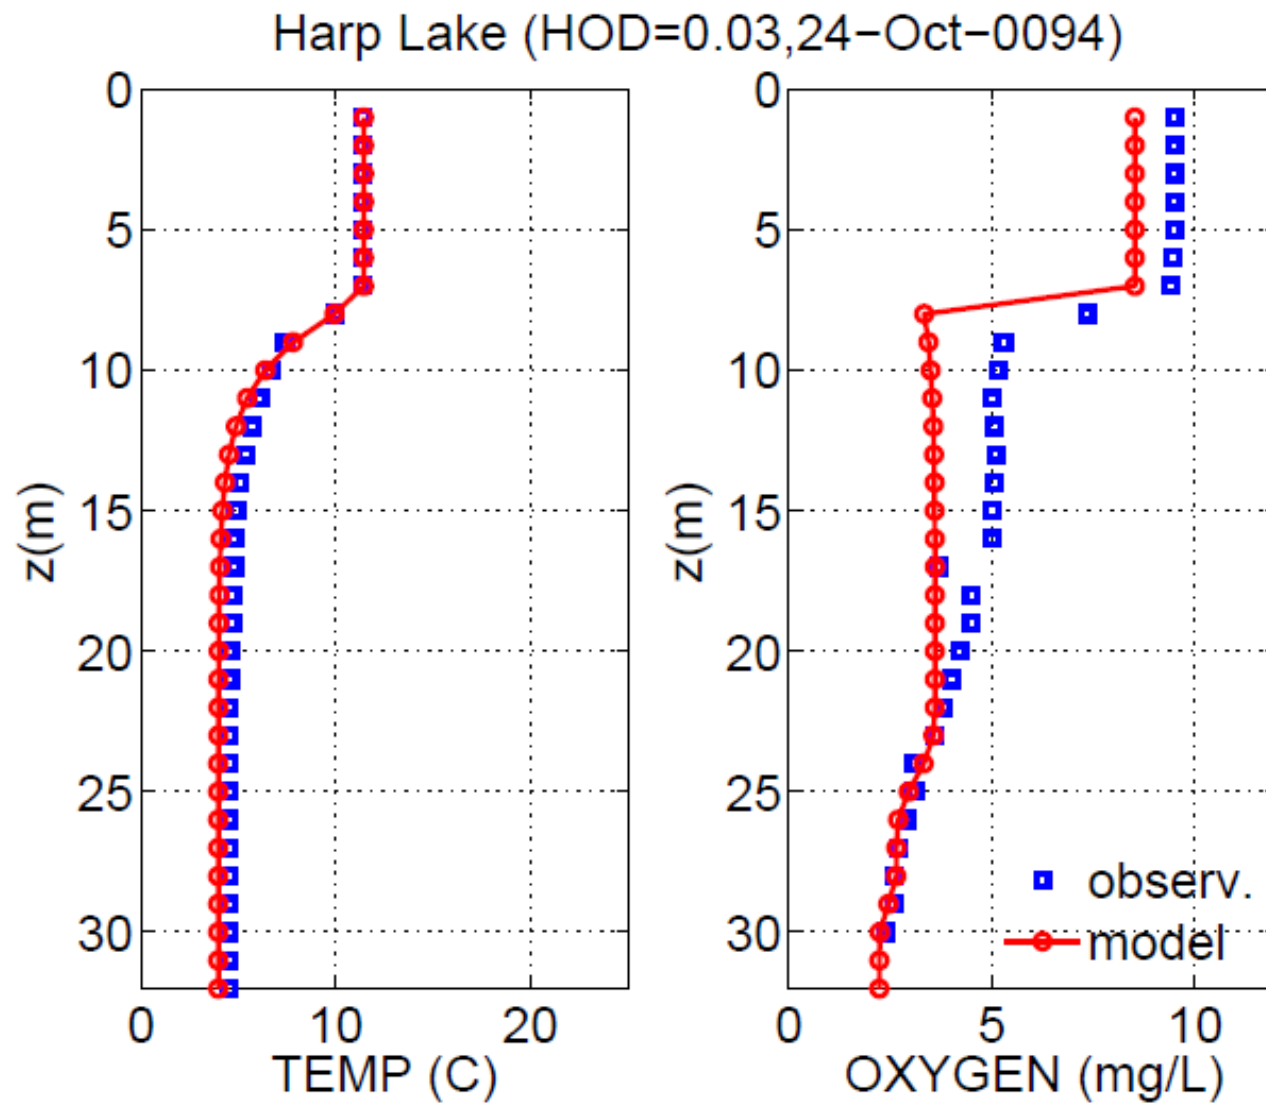 Harp Lake (HOD=0.03,24−Oct−0094)
0
5
10
15
20
25
30
z(m)
0 10 20
TEMP (C)
0
5
10
15
20
25
30
z(m)
observ.
model
0 5 10
OXYGEN (mg/L)